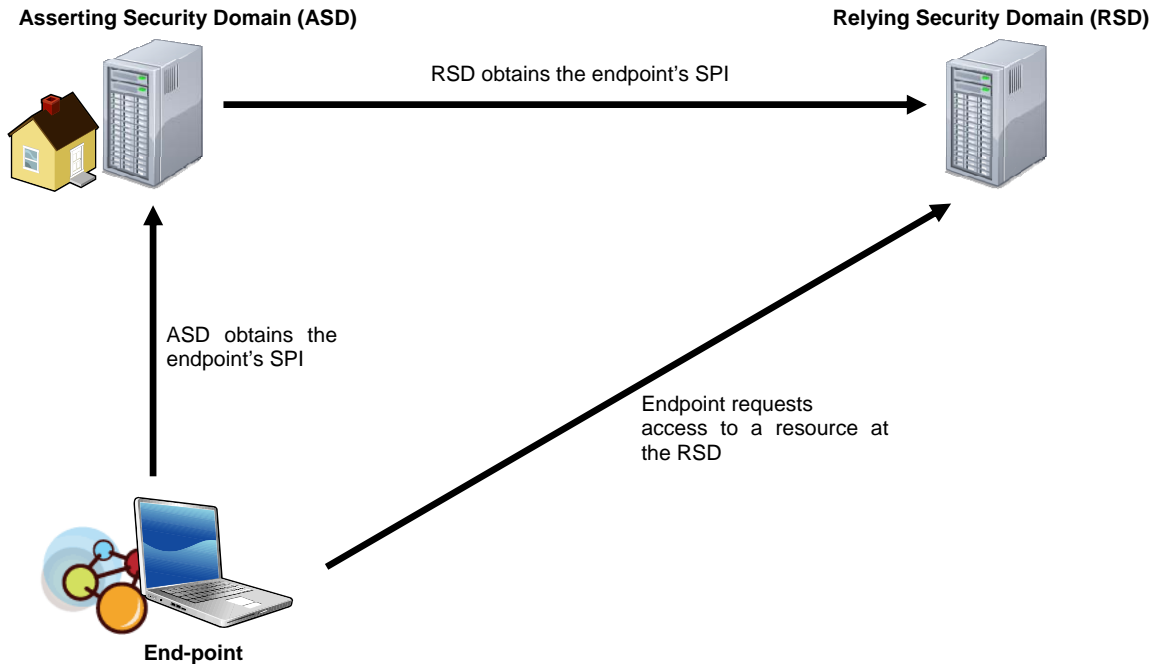 Asserting Security Domain (ASD)
Relying Security Domain (RSD)
RSD obtains the endpoint’s SPI
ASD obtains the
endpoint’s SPI
Endpoint requests
access to a resource at
the RSD
End-point